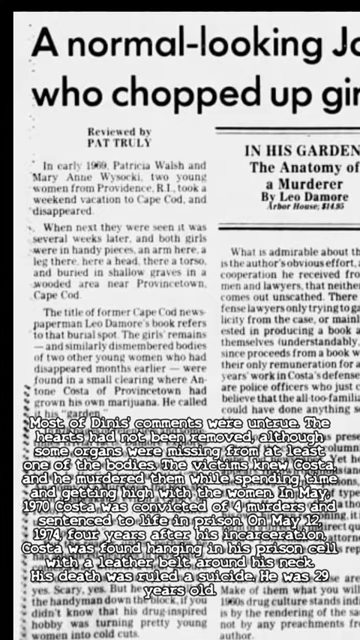 A normal-looking Jo
who chopped up gir
Reviewed by
PAT TRULY
In early 1969, Patricia Walsh and
Mary Anne Wysocki, two young
women from Providence, R.I., took a
weekend vacation to Cape Cod, and
disappeared.
When next they were seen it was
several weeks later, and both girls
were in handy pieces, an arm here, a
leg there, here a head, there a torso,
and buried in shallow graves in a
wooded area near Provincetown,
Cape Cod.
The title of former Cape Cod news-
paperman Leo Damore's book refers
to that burial spot. The girls' remains
— and similarly dismembered bodies
of two other young women who had
disappeared months earlier — were
found in a small clearing where An-
tone Costa of Provincetown had
grown his own marijuana. He called
it his "garden."
IN HIS GARDEN
The Anatomy of
a Murderer
By Leo Damore
Arbor House; $14.95
What is admirable about th
is the author's obvious effort,
cooperation he received fro
men and lawyers, that neither
comes out unscathed. There
fense lawyers only trying to ga
licity from the case, or mainl
ested in producing a book a
themselves (understandably,
since proceeds from a book w
their only remuneration for a
years' work in Costa's defense
are police officers who just c
believe that the all-too-familia
could have done anything s
Most of Dinis' comments were untrue. The
hearts had not been removed, although
some organs were missing from at least
one of the bodies. The victims knew Costa,
and he murdered them while spending time
and getting high with the women. In May,
1970 Costa was convicted of 4 murders and
sentenced to life in prison. On May 12,
1974, four years after his incarceration,
Costa was found hanging in his prison cell
with a leather belt around his neck.
His death was ruled a suicide. He was 29
years old.
yes. Scary, yes. But he
the handyman down the block, if you
didn't know that his drug-inspired
hobby was turning pretty young
women into cold cuts.
Make of them what you will
1960s drug culture stands indi
is by the rendering of the sa
do not think that the author